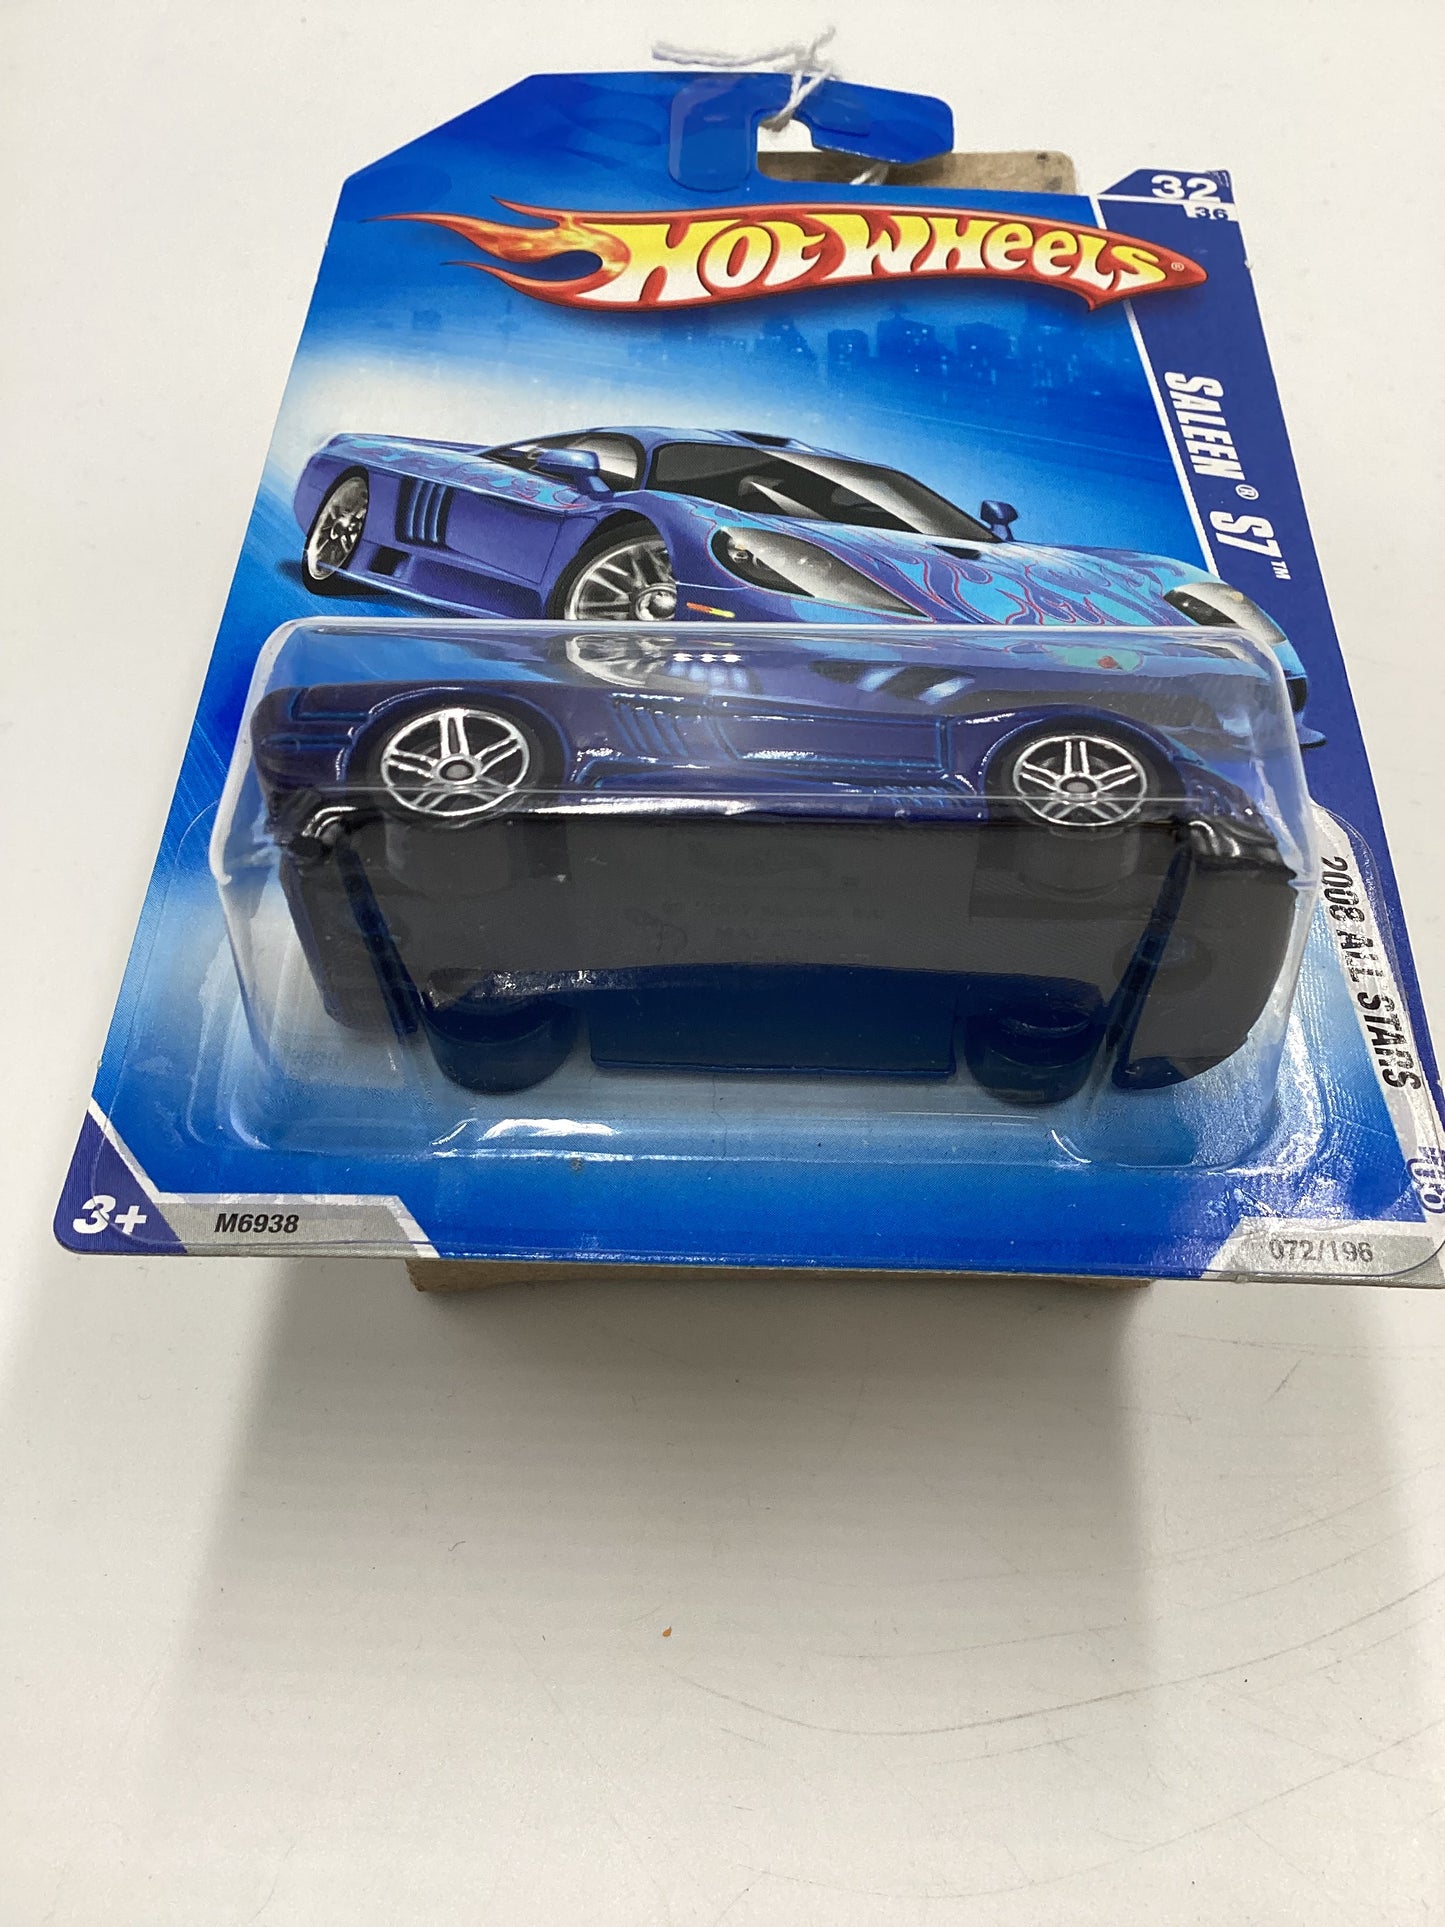 HOT WHEELS®
32
36
SALEEN® S7™
2008 ALL STARS
3+
M6938
072/196